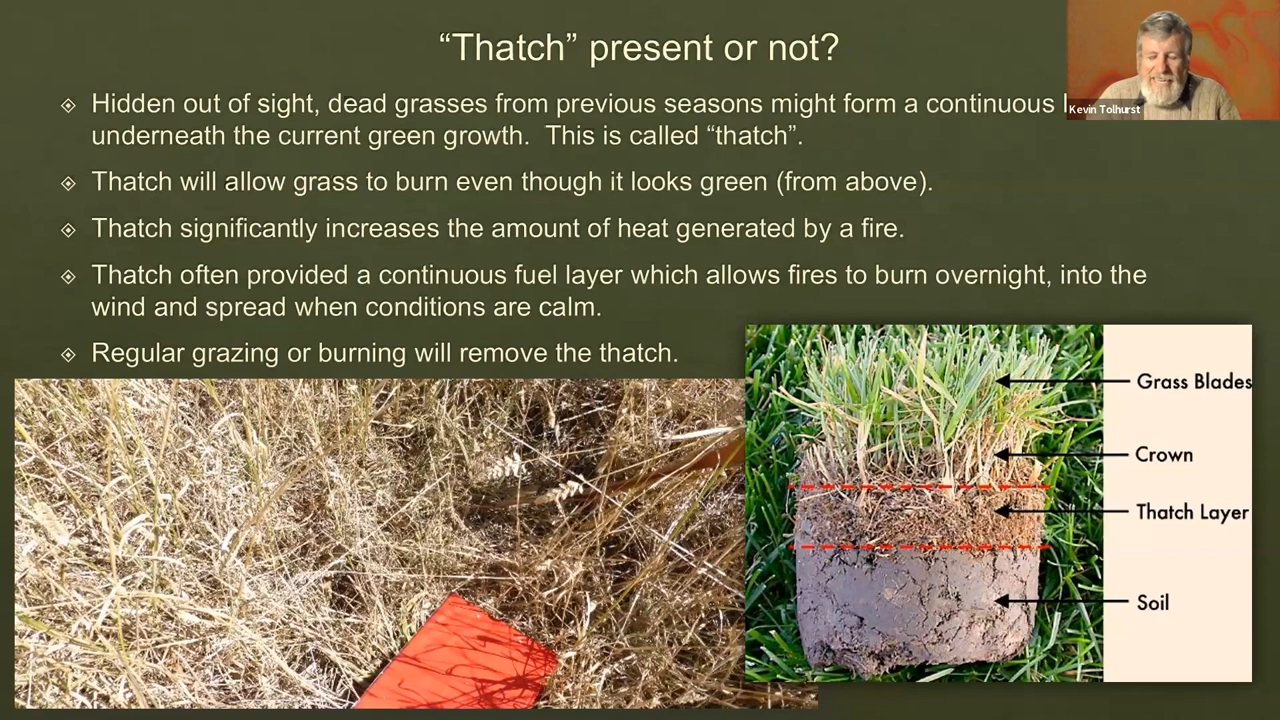 “Thatch” present or not?
Hidden out of sight, dead grasses from previous seasons might form a continuous
underneath the current green growth.  This is called “thatch”.
Thatch will allow grass to burn even though it looks green (from above).
Thatch significantly increases the amount of heat generated by a fire.
Thatch often provided a continuous fuel layer which allows fires to burn overnight, into the
wind and spread when conditions are calm.
Regular grazing or burning will remove the thatch.
Kevin Tolhurst
Grass Blades
Crown
Thatch Layer
Soil